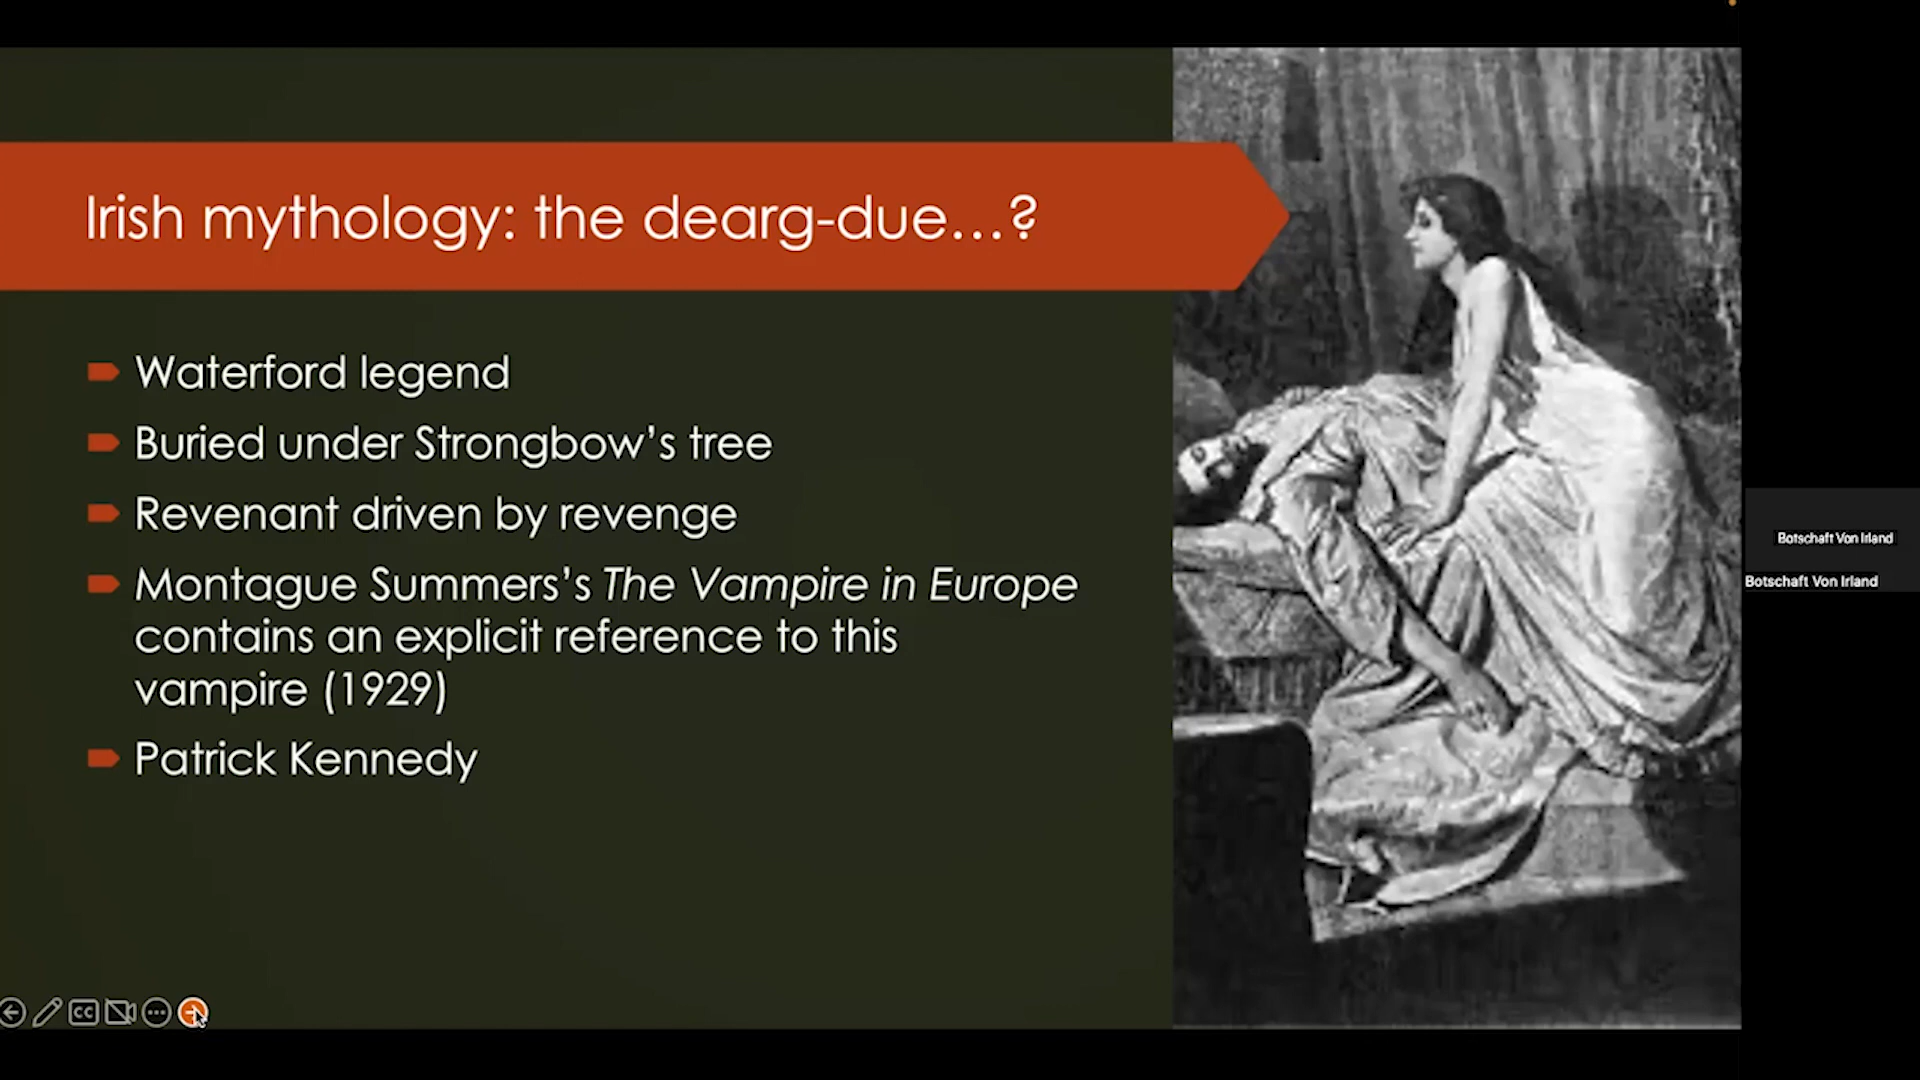 Irish mythology: the dearg-due...?
Waterford legend
Buried under Strongbow's tree
Revenant driven by revenge
Montague Summers's The Vampire in Europe
contains an explicit reference to this
vampire (1929)
Patrick Kennedy
Botschaft Von Irland
Botschaft Von Irland
CC